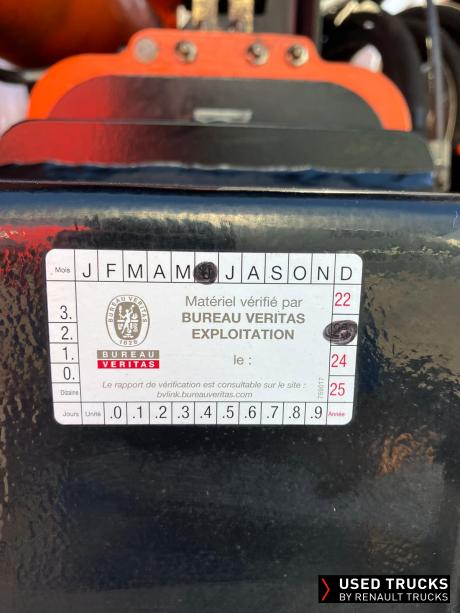 Mois J F M A M J A S O N D
22
3.
Matériel vérifié par
BUREAU VERITAS
BUREAU VERITAS
1828
2.
EXPLOITATION
1.
BUREAU
VERITAS
le :
24
0.
Dizaine
Le rapport de vérification est consultable sur le site :
bvlink.bureauveritas.com
25
Jours Unité .0 .1 .2 .3 .4 .5 .6 .7 .8 .9 Année
USED TRUCKS
BY RENAULT TRUCKS